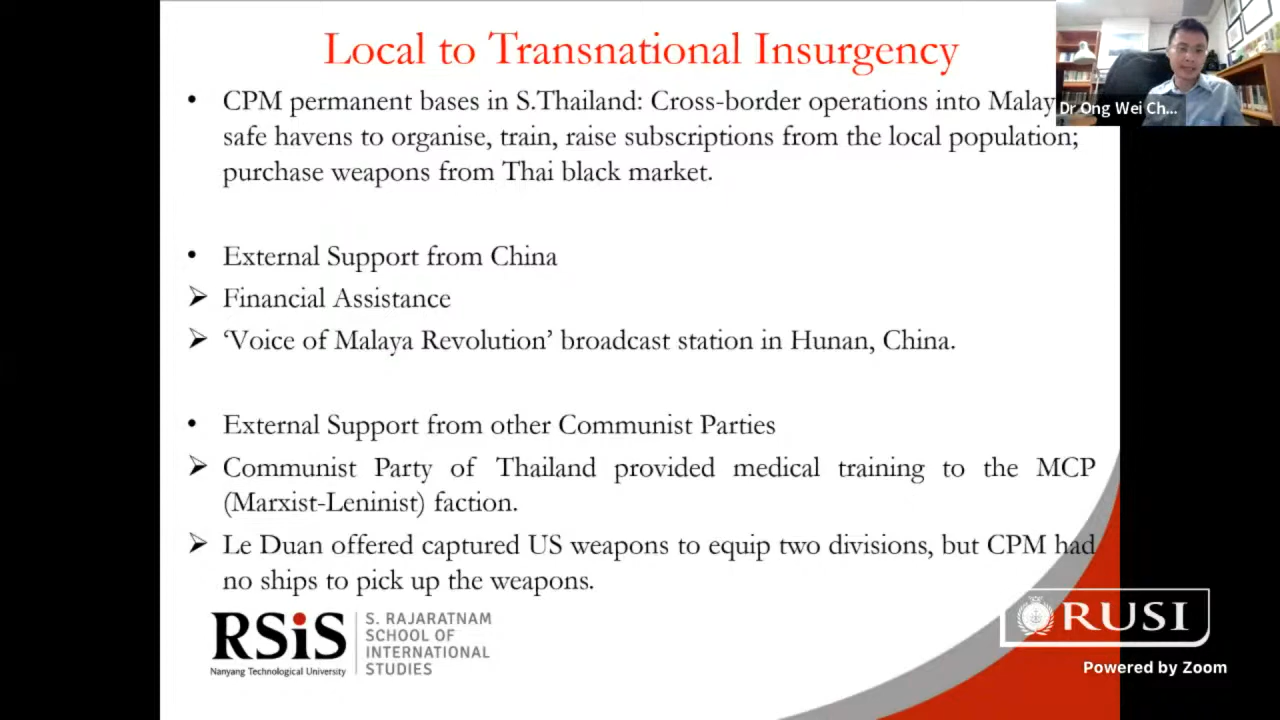 Local to Transnational Insurgency
• CPM permanent bases in S.Thailand: Cross-border operations into Malay
safe havens to organise, train, raise subscriptions from the local population;
purchase weapons from Thai black market.
• External Support from China
➢ Financial Assistance
➢ ‘Voice of Malaya Revolution’ broadcast station in Hunan, China.
• External Support from other Communist Parties
➢ Communist Party of Thailand provided medical training to the MCP
(Marxist-Leninist) faction.
➢ Le Duan offered captured US weapons to equip two divisions, but CPM had
no ships to pick up the weapons.
Dr Ong Wei Ch...
RSiS
Nanyang Technological University
S. RAJARATNAM
SCHOOL OF
INTERNATIONAL
STUDIES
RUSI
Powered by Zoom